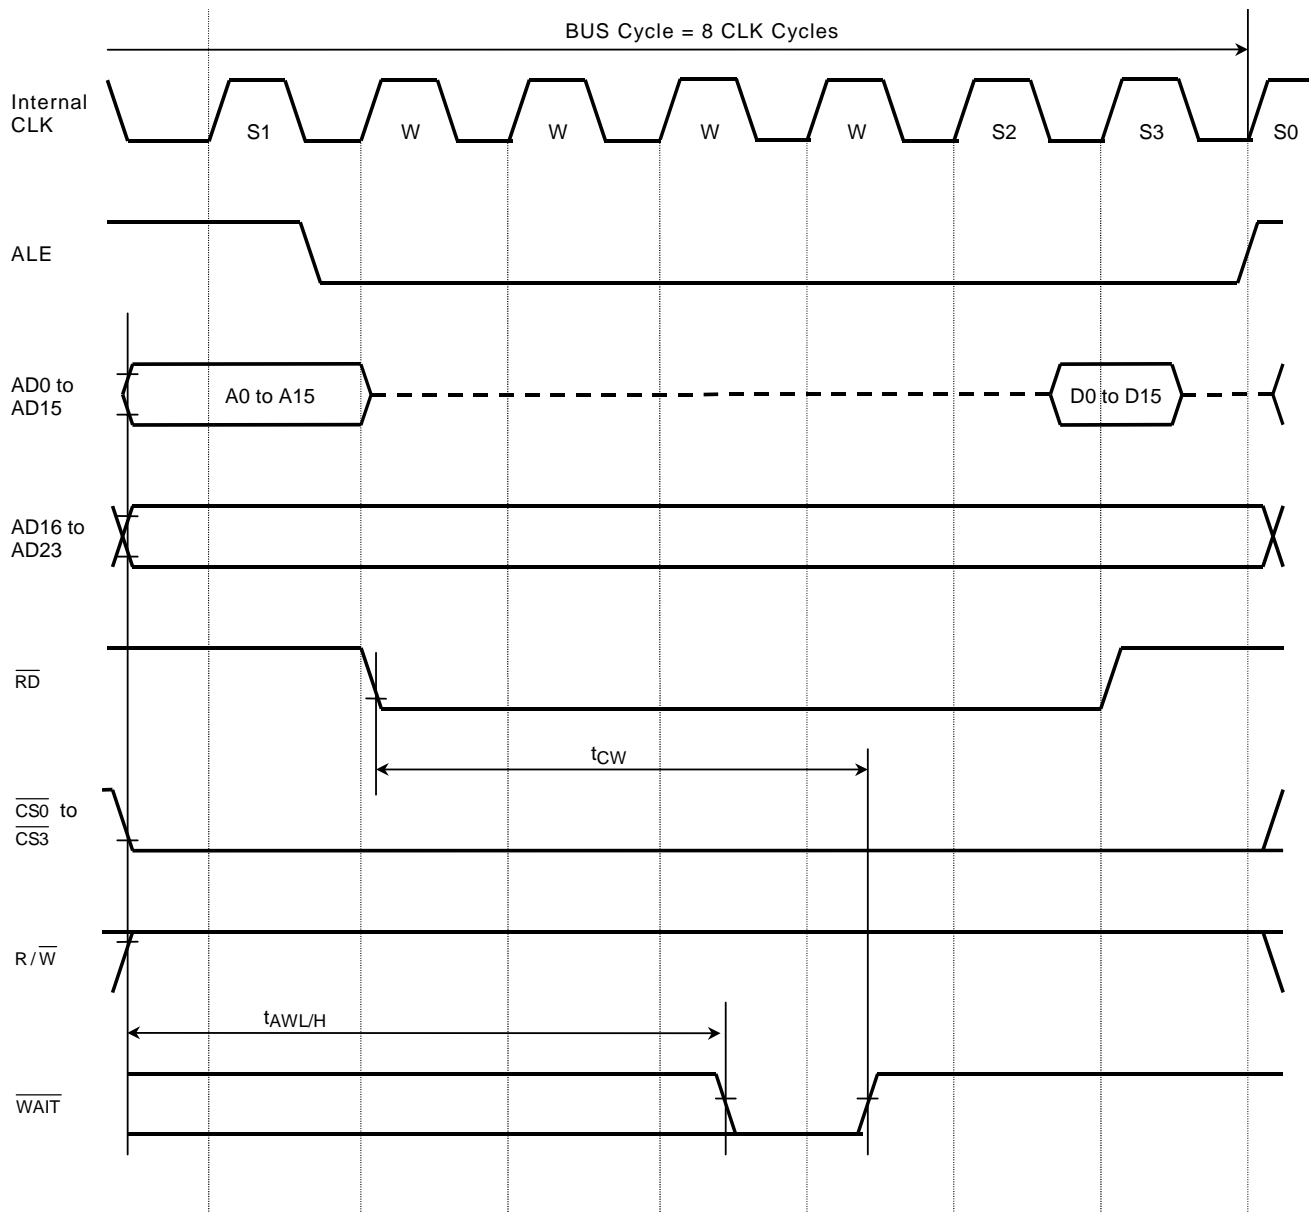 BUS Cycle = 8 CLK Cycles
Internal
CLK
S1 W W W W S2 S3 S0
ALE
AD0 to
AD15
A0 to A15
D0 to D15
AD16 to
AD23
RD
tCW
CS0 to
CS3
R/W
tAWL/H
WAIT